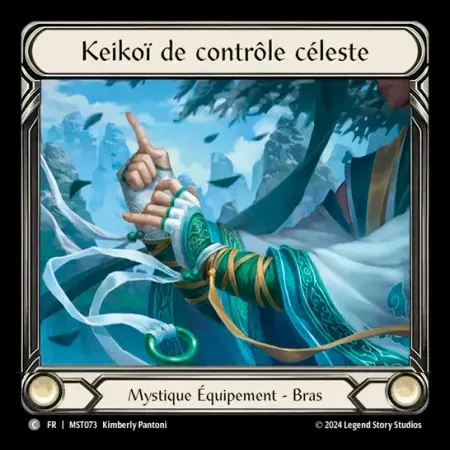 Keikoï de contrôle céleste
Mystique Équipement - Bras
C FR | MST073 Kimberly Pantoni
© 2024 Legend Story Studios